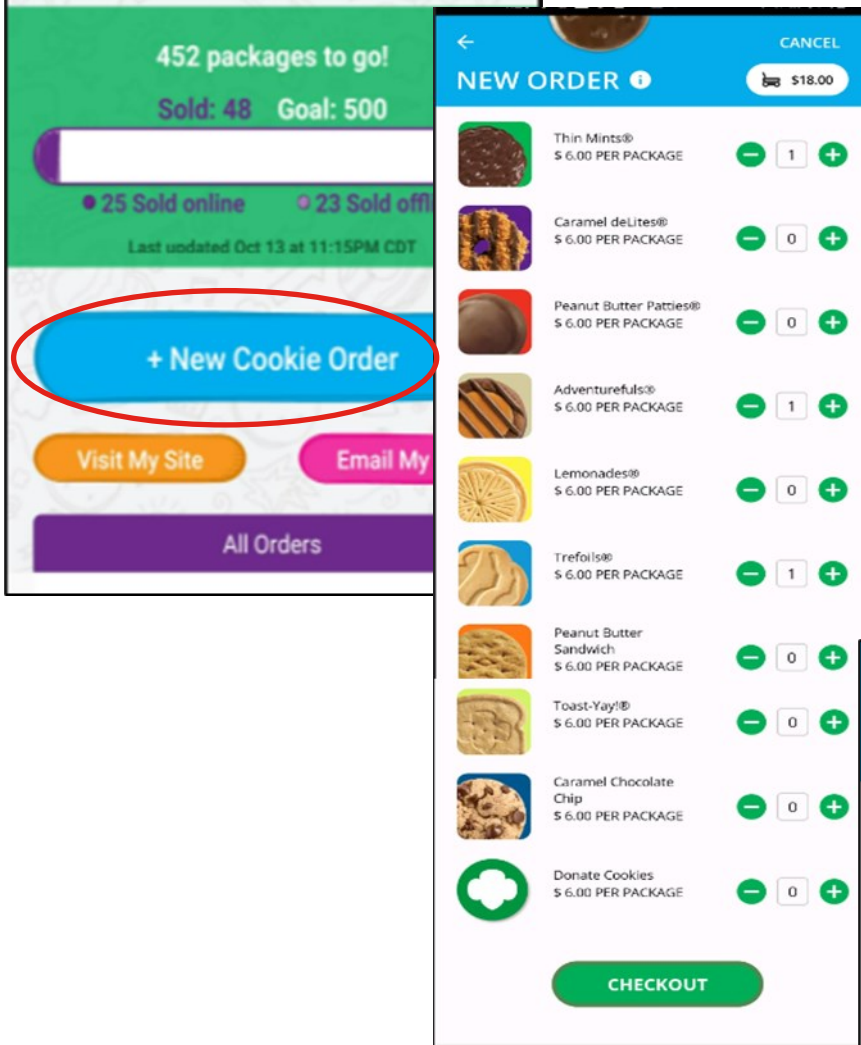 452 packages to go!
Sold: 48 Goal: 500
25 Sold online 23 Sold offli
Last updated Oct 13 at 11:15PM CDT
+ New Cookie Order
Visit My Site
Email My
All Orders
CANCEL
NEW ORDER
$18.00
Thin Mints®
$ 6.00 PER PACKAGE
1
Caramel deLites®
$ 6.00 PER PACKAGE
0
Peanut Butter Patties®
$ 6.00 PER PACKAGE
0
Adventurefuls®
$ 6.00 PER PACKAGE
1
Lemonades®
$ 6.00 PER PACKAGE
0
Trefoils®
$ 6.00 PER PACKAGE
1
Peanut Butter
Sandwich
$ 6.00 PER PACKAGE
0
Toast-Yay!®
$ 6.00 PER PACKAGE
0
Caramel Chocolate
Chip
$ 6.00 PER PACKAGE
0
Donate Cookies
$ 6.00 PER PACKAGE
0
CHECKOUT